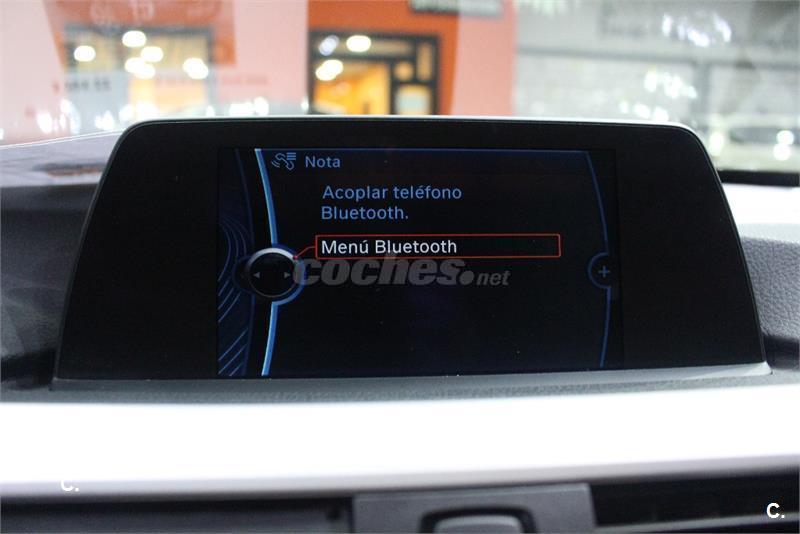 Nota
Acoplar teléfono
Bluetooth.
Menú Bluetooth
coches.net
C.
C.